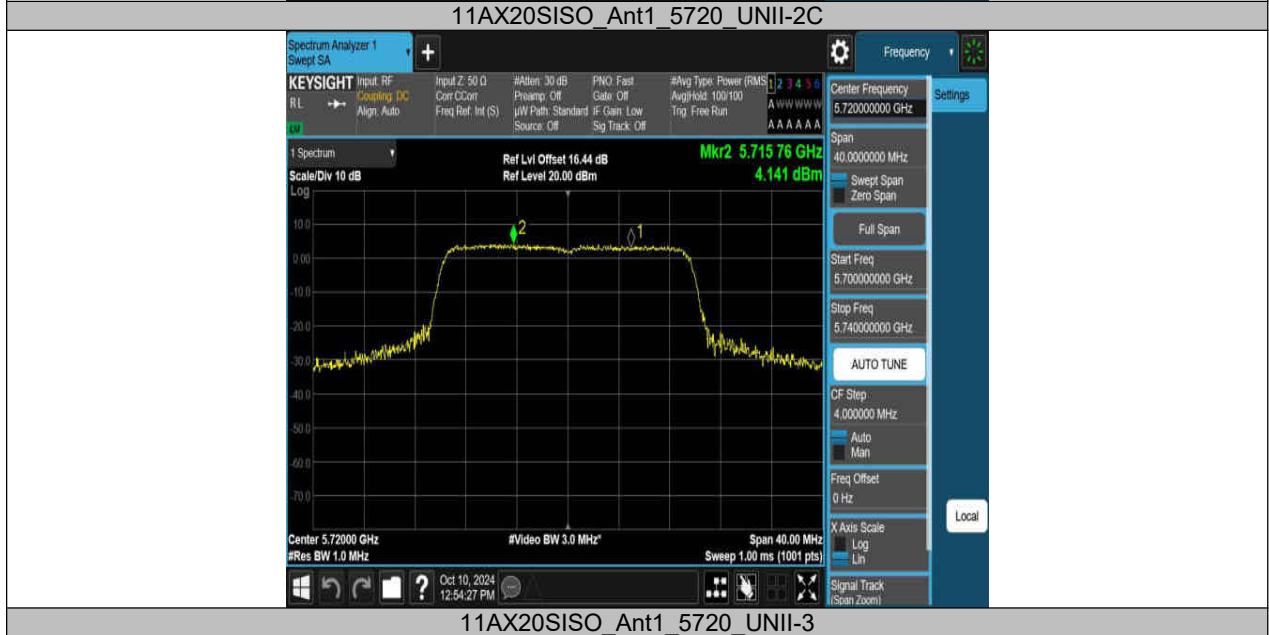 11AX20SISO_Ant1_5720_UNII-2C
Spectrum Analyzer 1
Swept SA
+
Frequency
KEYSIGHT
RL
Input: RF
Coupling: DC
Align: Auto
Input Z: 50 Ω
Corr CCorr
Freq Ref: Int (S)
#Atten: 30 dB
Preamp: Off
µW Path: Standard
Source: Off
PNO: Fast
Gate: Off
IF Gain: Low
Sig Track: Off
#Avg Type: Power (RMS
Avg|Hold: 100/100
Trig: Free Run
1 2 3 4 5 6
A W W W W W
A A A A A A
Center Frequency
5.720000000 GHz
Settings
1 Spectrum
Scale/Div 10 dB
Log
Ref Lvl Offset 16.44 dB
Ref Level 20.00 dBm
Mkr2 5.715 76 GHz
4.141 dBm
Span
40.0000000 MHz
Swept Span
Zero Span
Full Span
Start Freq
5.700000000 GHz
Stop Freq
5.740000000 GHz
AUTO TUNE
CF Step
4.000000 MHz
Auto
Man
Freq Offset
0 Hz
X Axis Scale
Log
Lin
Signal Track
(Span Zoom)
Local
2
1
10.0
0.00
-10.0
-20.0
-30.0
-40.0
-50.0
-60.0
-70.0
Center 5.72000 GHz
#Res BW 1.0 MHz
#Video BW 3.0 MHz*
Span 40.00 MHz
Sweep 1.00 ms (1001 pts)
?
Oct 10, 2024
12:54:27 PM
11AX20SISO_Ant1_5720_UNII-3